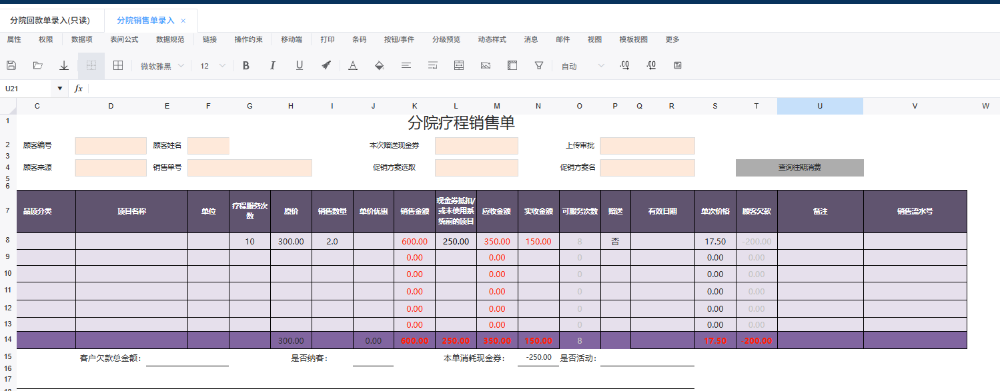 分院回款单录入(只读) 分院销售单录入 ×
属性 权限 数据项 表间公式 数据规范 链接 操作约束 移动端 打印 条码 按钮/事件 分级预览 动态样式 消息 邮件 视图 模板视图 更多
微软雅黑 12 B I U A 自动 .00 .00
U21 fx
C D E F G H I J K L M N O P Q R S T U V W
1 分院疗程销售单
2 顾客编号 顾客姓名 本次赠送现金券 上传审批
3
4 顾客来源 销售单号 促销方案选取 促销方案名 查询往期消费
5
6
7 品项分类 项目名称 单位 疗程服务次数 原价 销售数量 单价优惠 销售金额 现金券抵扣/或未使用系统前的项目 应收金额 实收金额 可服务次数 赠送 有效日期 单次价格 顾客欠款 备注 销售流水号
8 10 300.00 2.0 600.00 250.00 350.00 150.00 8 否 17.50 -200.00
9 0.00 0.00 0 0.00 0.00
10 0.00 0.00 0 0.00 0.00
11 0.00 0.00 0 0.00 0.00
12 0.00 0.00 0 0.00 0.00
13 0.00 0.00 0 0.00 0.00
14 300.00 0.00 600.00 250.00 350.00 150.00 8 17.50 -200.00
15 客户欠款总金额: 是否纳客: 本单消耗现金券: -250.00 是否活动:
16
17
18